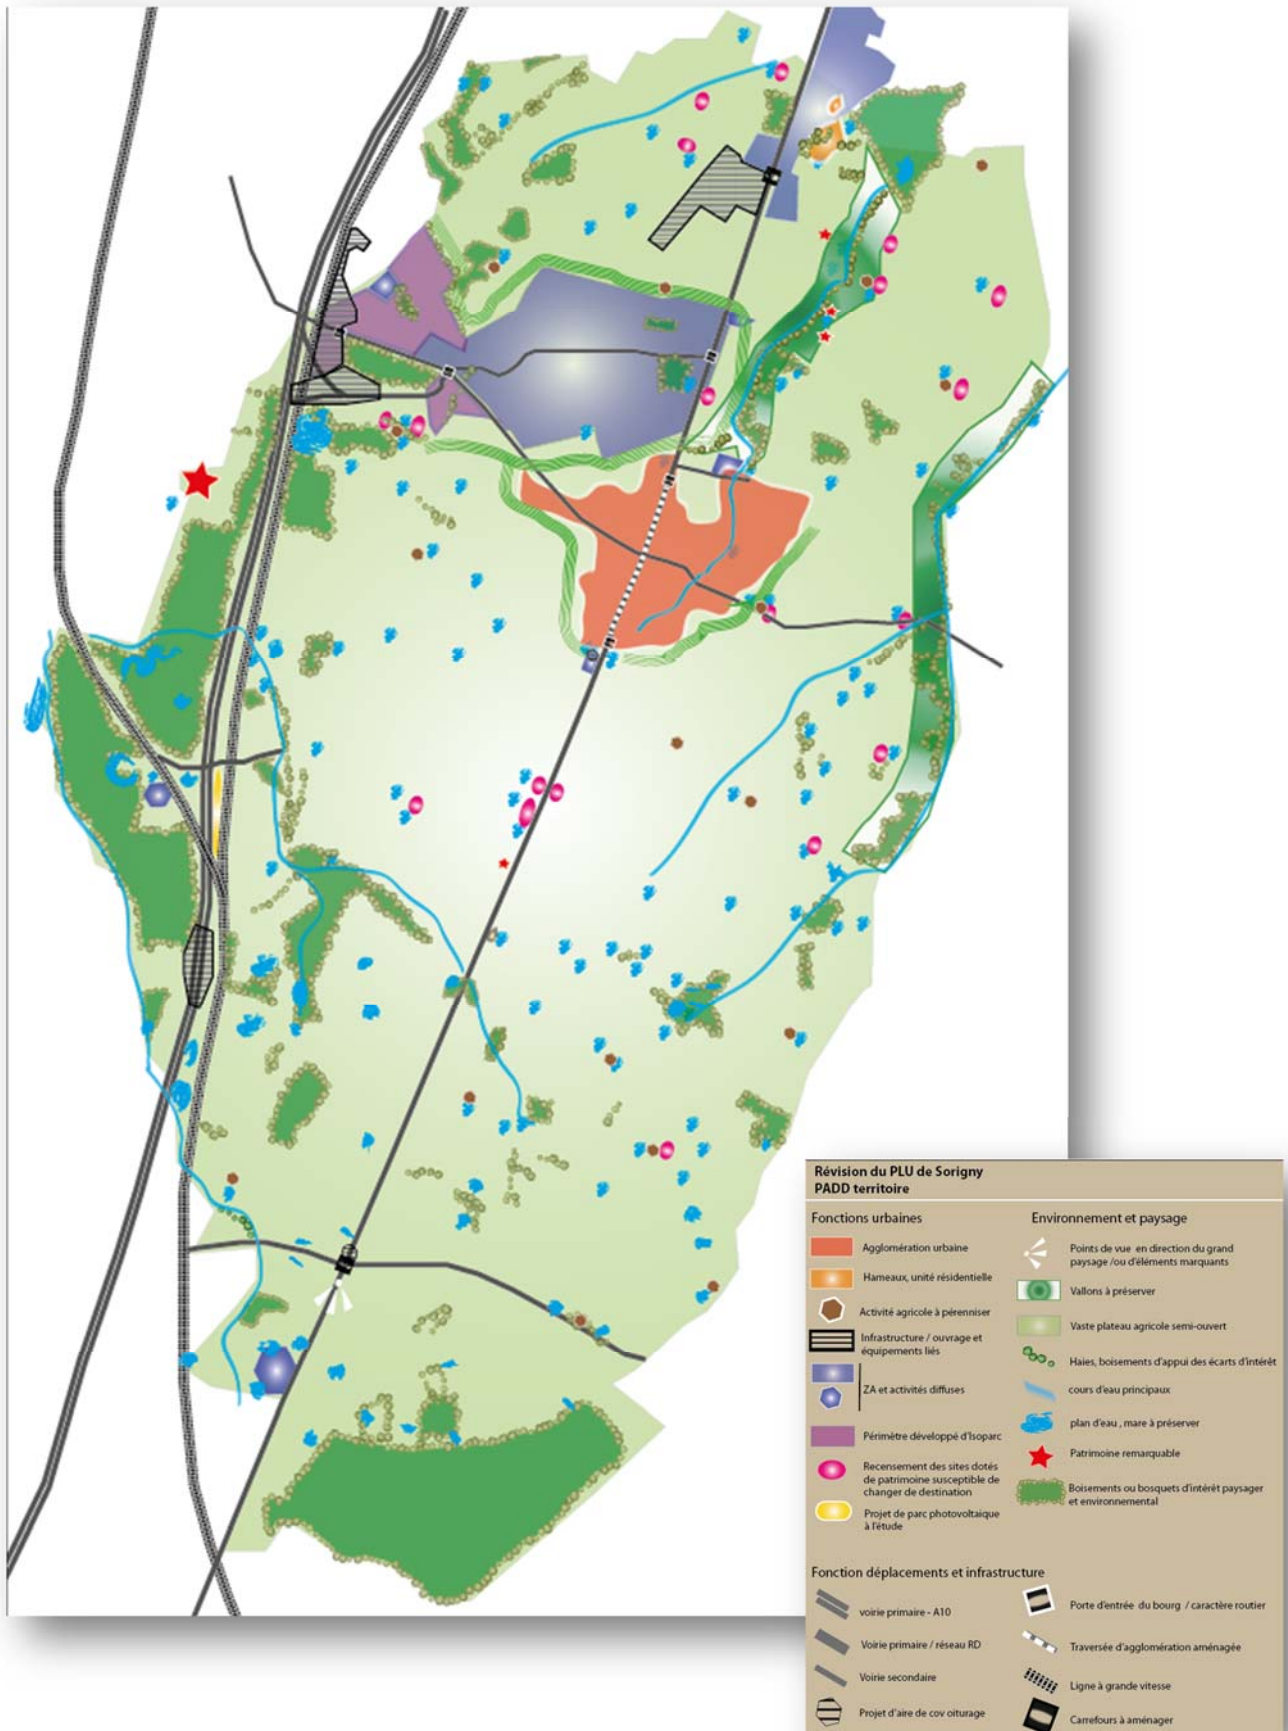 Révision du PLU de Sorigny
PADD territoire
Fonctions urbaines
Agglomération urbaine
Hameaux, unité résidentielle
Activité agricole à pérenniser
Infrastructure / ouvrage et
équipements liés
ZA et activités diffuses
Périmètre développé d'Isoparc
Recensement des sites dotés
de patrimoine susceptible de
changer de destination
Projet de parc photovoltaique
à l'étude
Environnement et paysage
Points de vue en direction du grand
paysage /ou d'éléments marquants
Vallons à préserver
Vaste plateau agricole semi-ouvert
Haies, boisements d'appui des écarts d'intérêt
cours d'eau principaux
plan d'eau , mare à préserver
Patrimoine remarquable
Boisements ou bosquets d'intérêt paysager
et environnemental
Fonction déplacements et infrastructure
voirie primaire - A10
Voirie primaire / réseau RD
Voirie secondaire
Projet d'aire de cov oiturage
Porte d'entrée du bourg / caractère routier
Traversée d'agglomération aménagée
Ligne à grande vitesse
Carrefours à aménager